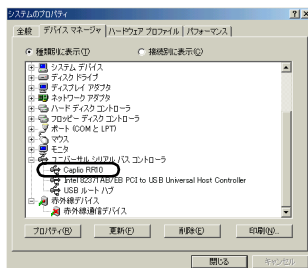 システムのプロパティ
? ×
全般 デバイス マネージャ ハードウェア プロファイル パフォーマンス
種類別に表示(T) 接続別に表示(C)
システム デバイス
ディスク ドライブ
ディスプレイ アダプタ
ネットワーク アダプタ
ハード ディスク コントローラ
フロッピー ディスク コントローラ
ポート (COM と LPT)
マウス
モニタ
ユニバーサル シリアル バス コントローラ
Caplio RR10
Intel 82371AB/EB PCI to USB Universal Host Controller
USB ルート ハブ
赤外線デバイス
赤外線通信デバイス
プロパティ(R) 更新(F) 削除(E) 印刷(N)...
閉じる キャンセル